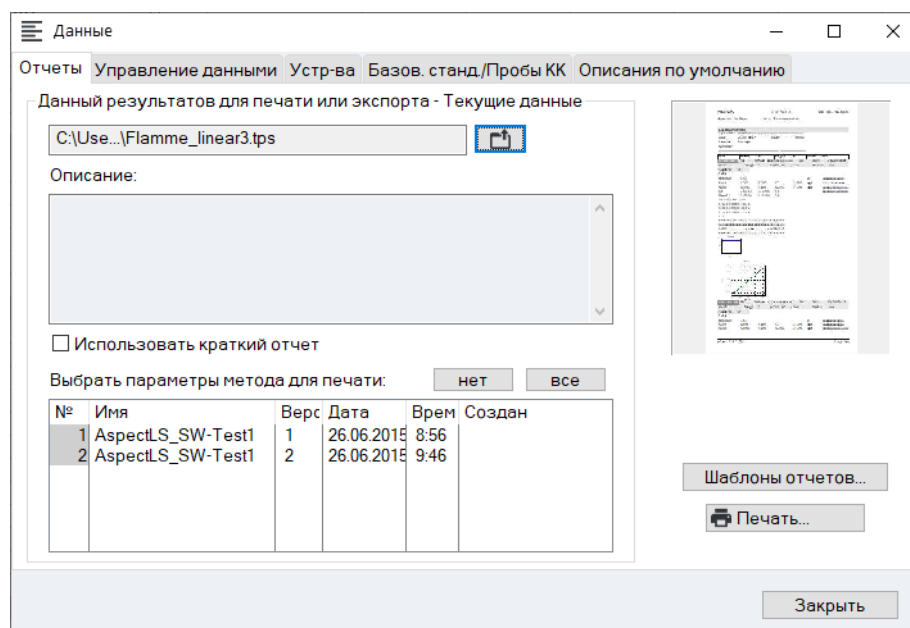 Данные
Отчеты Управление данными Устр-ва Базов. станд./Пробы КК Описания по умолчанию
Данный результатов для печати или экспорта - Текущие данные
C:\Use...\Flamme_linear3.tps
Описание:
Использовать краткий отчет
Выбрать параметры метода для печати: нет все
№ Имя Верс Дата Врем Создан
1 AspectLS_SW-Test1 1 26.06.2015 8:56
2 AspectLS_SW-Test1 2 26.06.2015 9:46
Шаблоны отчетов...
Печать...
Закрыть